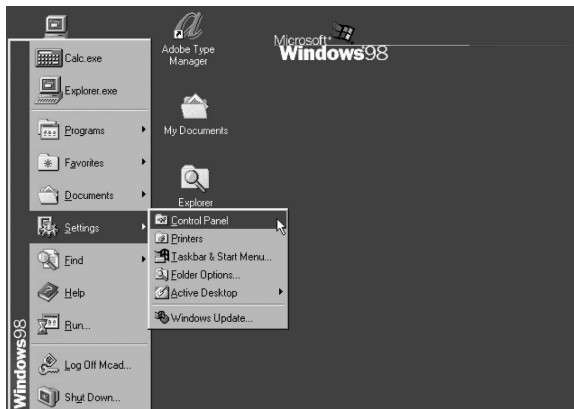 Calc.exe
Explorer.exe
Programs
Favorites
Documents
Settings
Find
Help
Run...
Log Off Mcad...
Shut Down...
Windows98
Adobe Type
Manager
My Documents
Explorer
Control Panel
Printers
Taskbar & Start Menu...
Folder Options...
Active Desktop
Windows Update...
Microsoft
Windows98